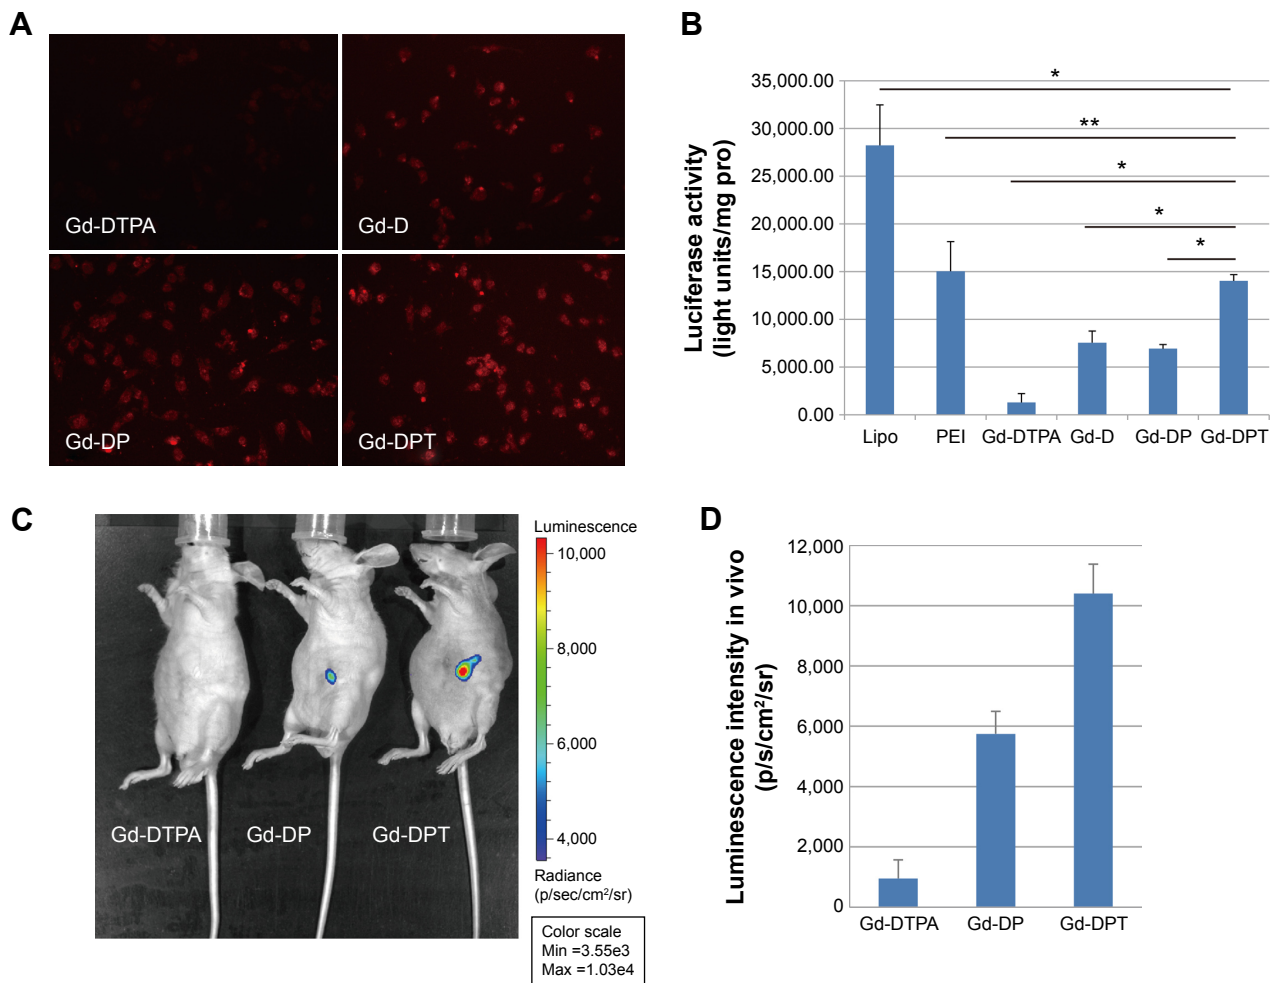 A
Gd-DTPA
Gd-D
Gd-DP
Gd-DPT
B
Luciferase activity
(light units/mg pro)
35,000.00
30,000.00
25,000.00
20,000.00
15,000.00
10,000.00
5,000.00
0.00
*
**
*
*
*
Lipo
PEI
Gd-DTPA
Gd-D
Gd-DP
Gd-DPT
C
Gd-DTPA
Gd-DP
Gd-DPT
Luminescence
10,000
8,000
6,000
4,000
Radiance
(p/sec/cm²/sr)
Color scale
Min =3.55e3
Max =1.03e4
D
Luminescence intensity in vivo
(p/s/cm²/sr)
12,000
10,000
8,000
6,000
4,000
2,000
0
Gd-DTPA
Gd-DP
Gd-DPT